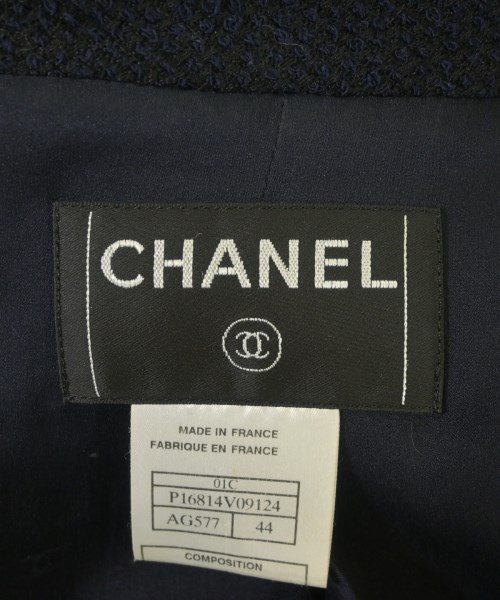 CHANEL
MADE IN FRANCE
FABRIQUE EN FRANCE
01C
P16814V09124
AG577 44
COMPOSITION